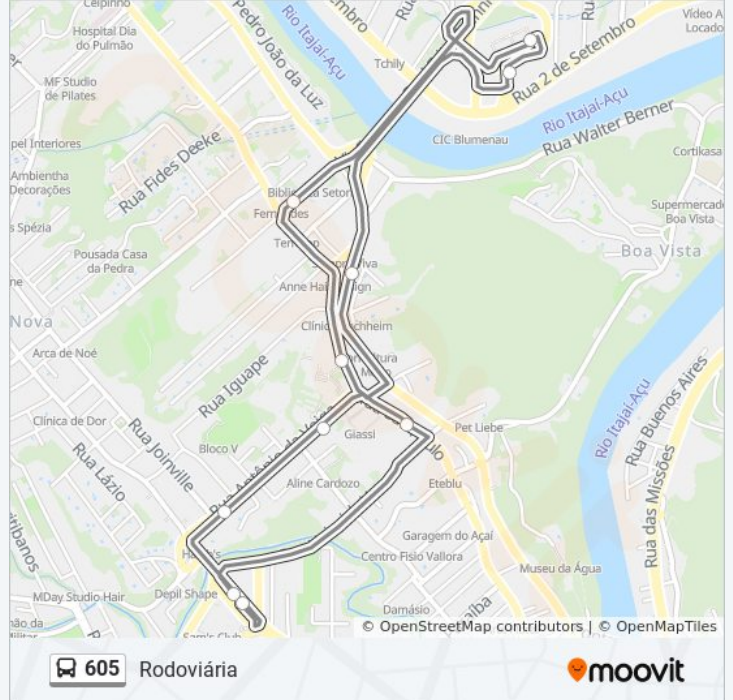 Ceipinho
Hospital Dia
do Pulmão
Pedro João da Luz
Rio Itajaí-Açu
Vídeo A
Locado
Tchily
Rua 2 de Setembro
MF Studio
de Pilates
CIC Blumenau
Rio Itajaí-Açu
Rua Walter Berner
Cortikasa
pel Interiores
Rua Fides Deeke
Ambientha
Decorações
Supermercad
Boa Vista
Spézia
Pousada Casa
da Pedra
Boa Vista
Nova
Arca de Noé
Rua Iguape
Clínica de Dor
Rua Joinville
Bloco V
Giassi
Pet Liebe
Rio Itajaí-Açu
Rua Buenos Aires
Rua Lázio
Aline Cardozo
Eteblu
Rua das Missões
Garagem do Açaí
Centro Fisio Vallora
Museu da Água
MDay Studio Hair
Depil Shape
Damásio
Sam's Club
© OpenStreetMap contributors | © OpenMapTiles
605 Rodoviária
moovit